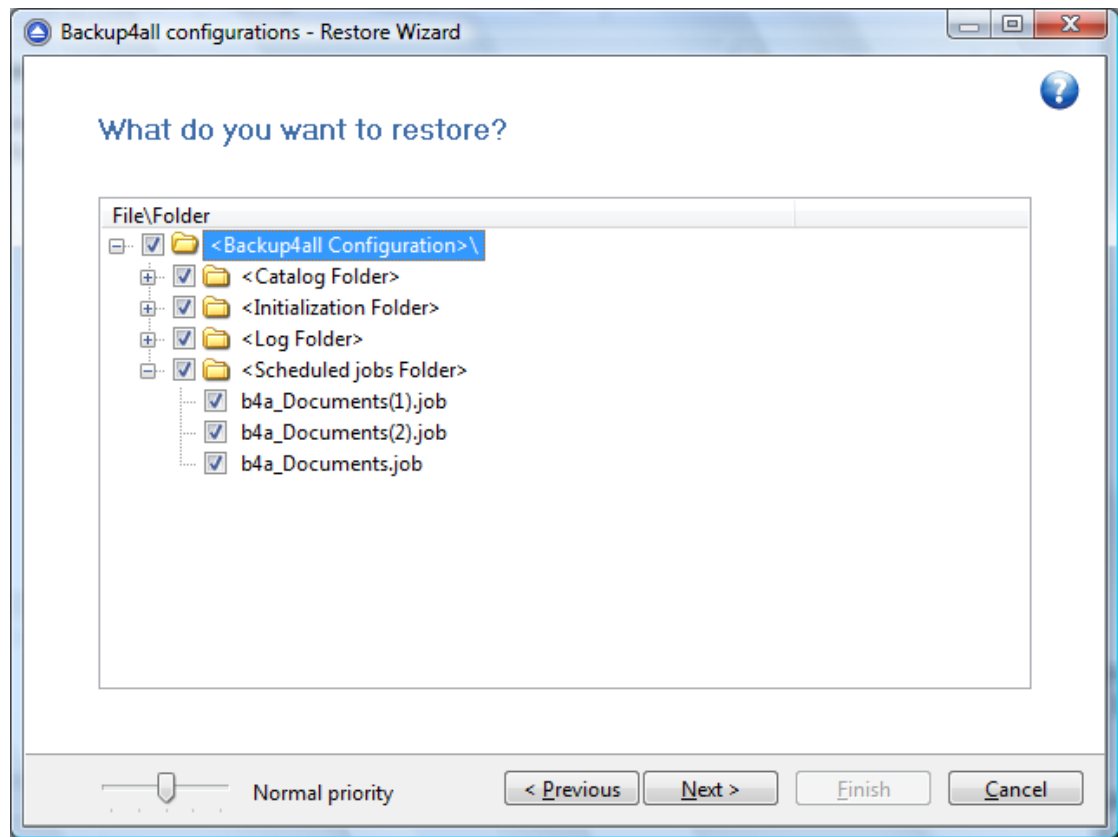 Backup4all configurations - Restore Wizard
What do you want to restore?
File\Folder
<Backup4all Configuration>\
<Catalog Folder>
<Initialization Folder>
<Log Folder>
<Scheduled jobs Folder>
b4a_Documents(1).job
b4a_Documents(2).job
b4a_Documents.job
Normal priority
< Previous
Next >
Finish
Cancel